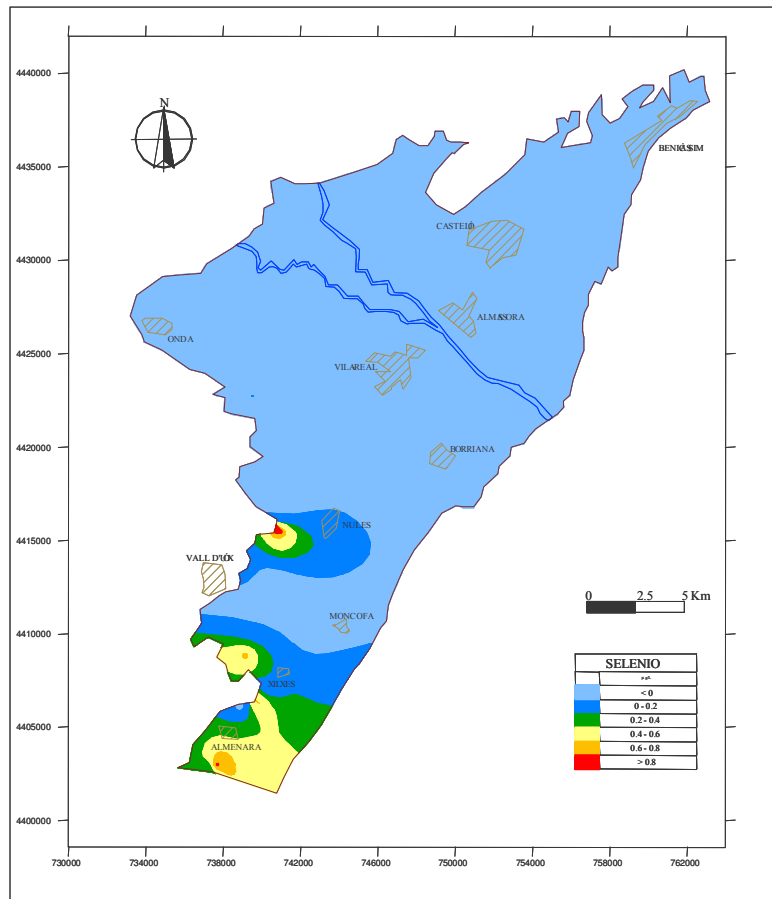 4440000
N
BENICÀSSIM
4435000
CASTELLÓ
4430000
ALMASSORA
ONDA
4425000
VILAREAL
4420000
BORRIANA
NULES
4415000
VALL D'UIXÓ
0 2.5 5 Km
MONCOFA
4410000
SELENIO
< 0
XILXES
0 - 0.2
0.2 - 0.4
4405000
0.4 - 0.6
ALMENARA
0.6 - 0.8
> 0.8
4400000
730000 734000 738000 742000 746000 750000 754000 758000 762000